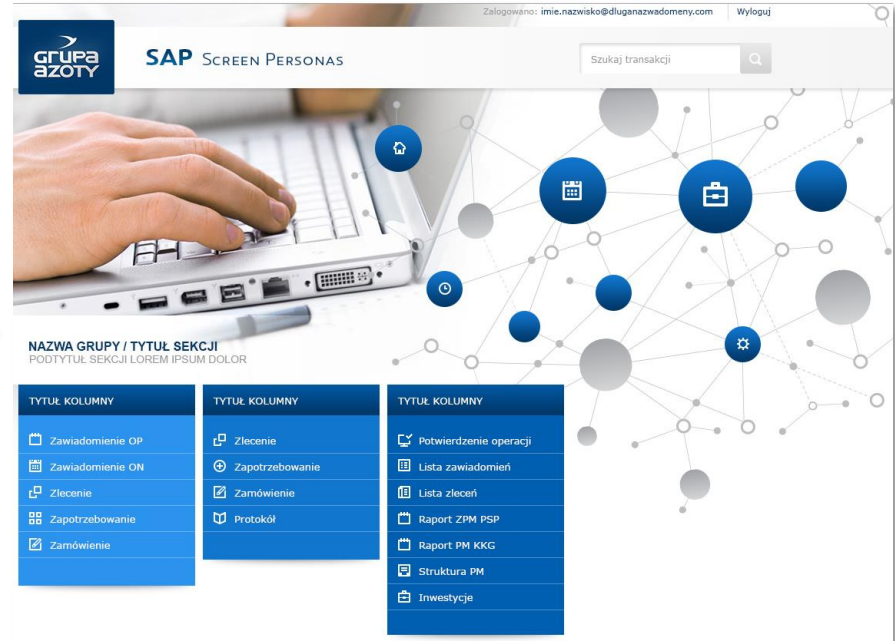 Zalogowano: imie.nazwisko@dluganazwadomeny.com Wyloguj
GRUPA
AZOTY
SAP SCREEN PERSONAS
Szukaj transakcji
NAZWA GRUPY / TYTUŁ SEKCJI
PODTYTUŁ SEKCJI LOREM IPSUM DOLOR
TYTUŁ KOLUMNY
Zawiadomienie OP
Zawiadomienie ON
Zlecenie
Zapotrzebowanie
Zamówienie
TYTUŁ KOLUMNY
Zlecenie
Zapotrzebowanie
Zamówienie
Protokół
TYTUŁ KOLUMNY
Potwierdzenie operacji
Lista zawiadomień
Lista zleceń
Raport ZPM PSP
Raport PM KKG
Struktura PM
Inwestycje